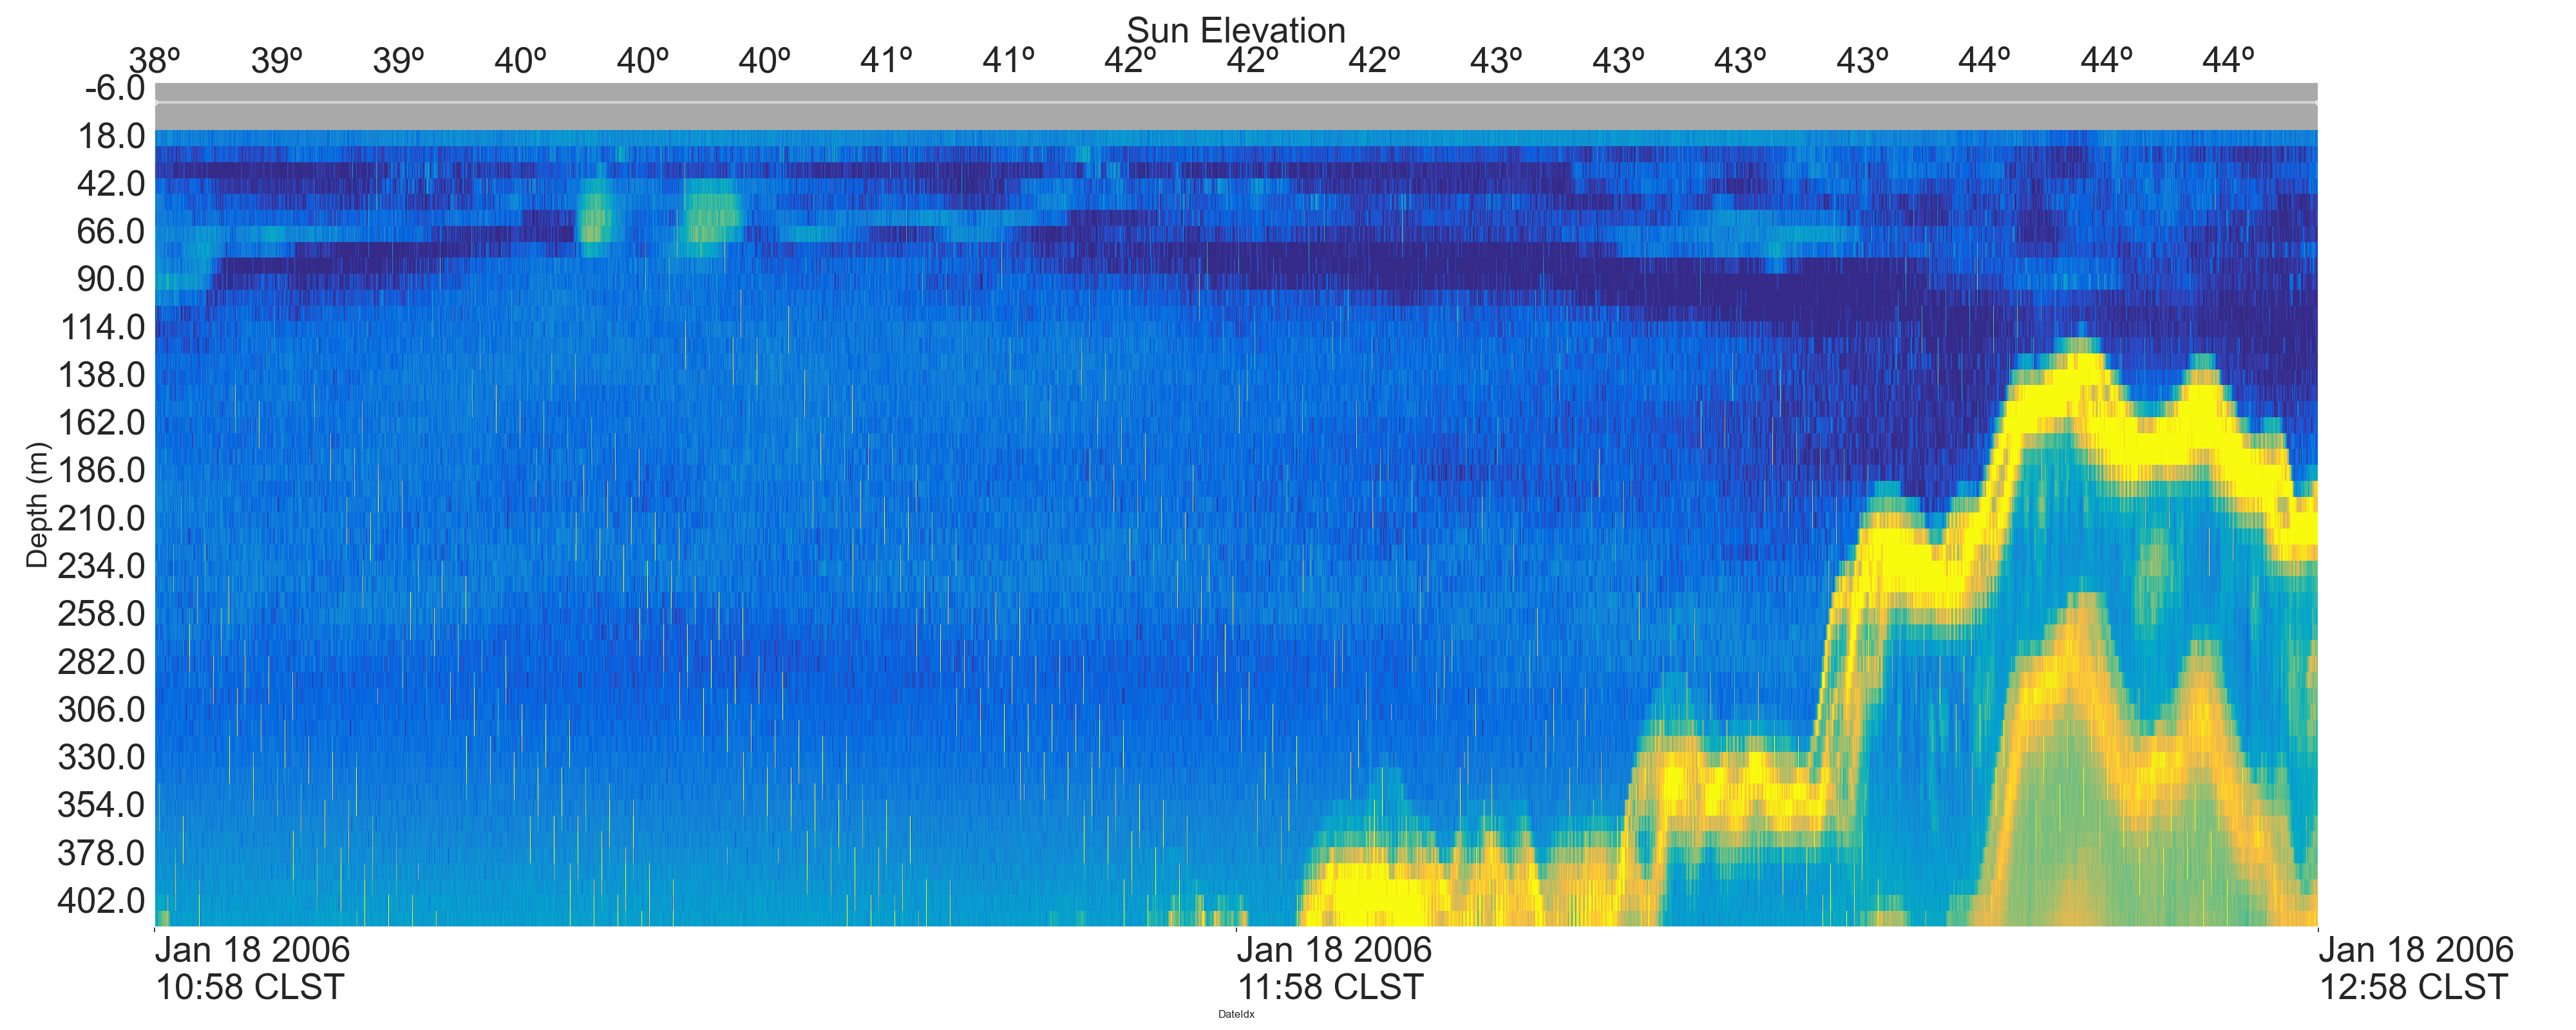 Sun Elevation
38º 39º 39º 40º 40º 40º 41º 41º 42º 42º 42º 43º 43º 43º 43º 44º 44º 44º
-6.0
18.0
42.0
66.0
90.0
114.0
138.0
162.0
186.0
210.0
234.0
258.0
282.0
306.0
330.0
354.0
378.0
402.0
Depth (m)
Jan 18 2006
10:58 CLST
Jan 18 2006
11:58 CLST
Jan 18 2006
12:58 CLST
DateIdx